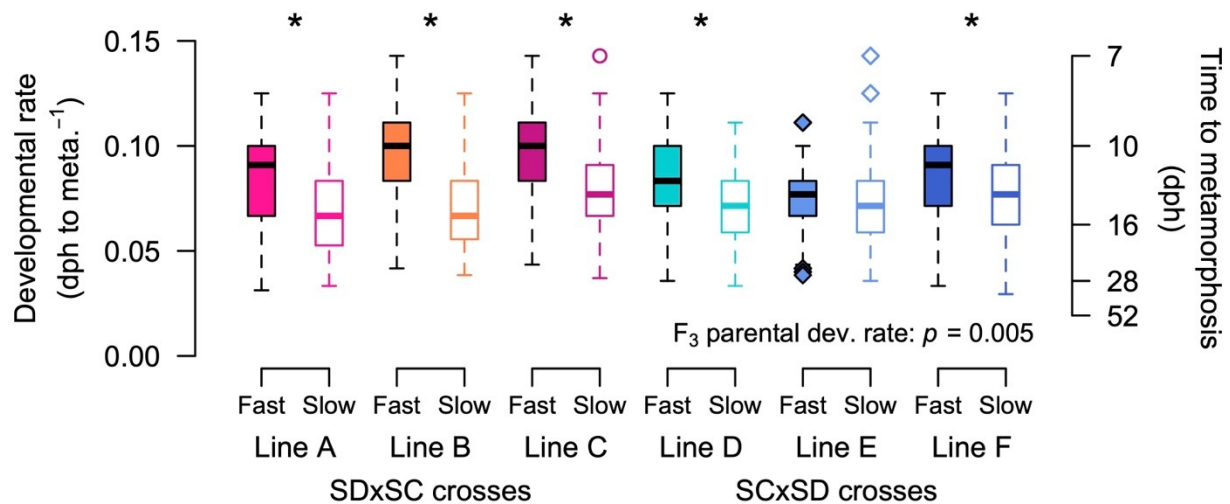 * * * * *
Developmental rate
(dph to meta.⁻¹)
0.15
0.10
0.05
0.00
7
10
16
28
52
Time to metamorphosis
(dph)
F₃ parental dev. rate: p = 0.005
Fast Slow Fast Slow Fast Slow Fast Slow Fast Slow Fast Slow
Line A Line B Line C Line D Line E Line F
SDxSC crosses SCxSD crosses